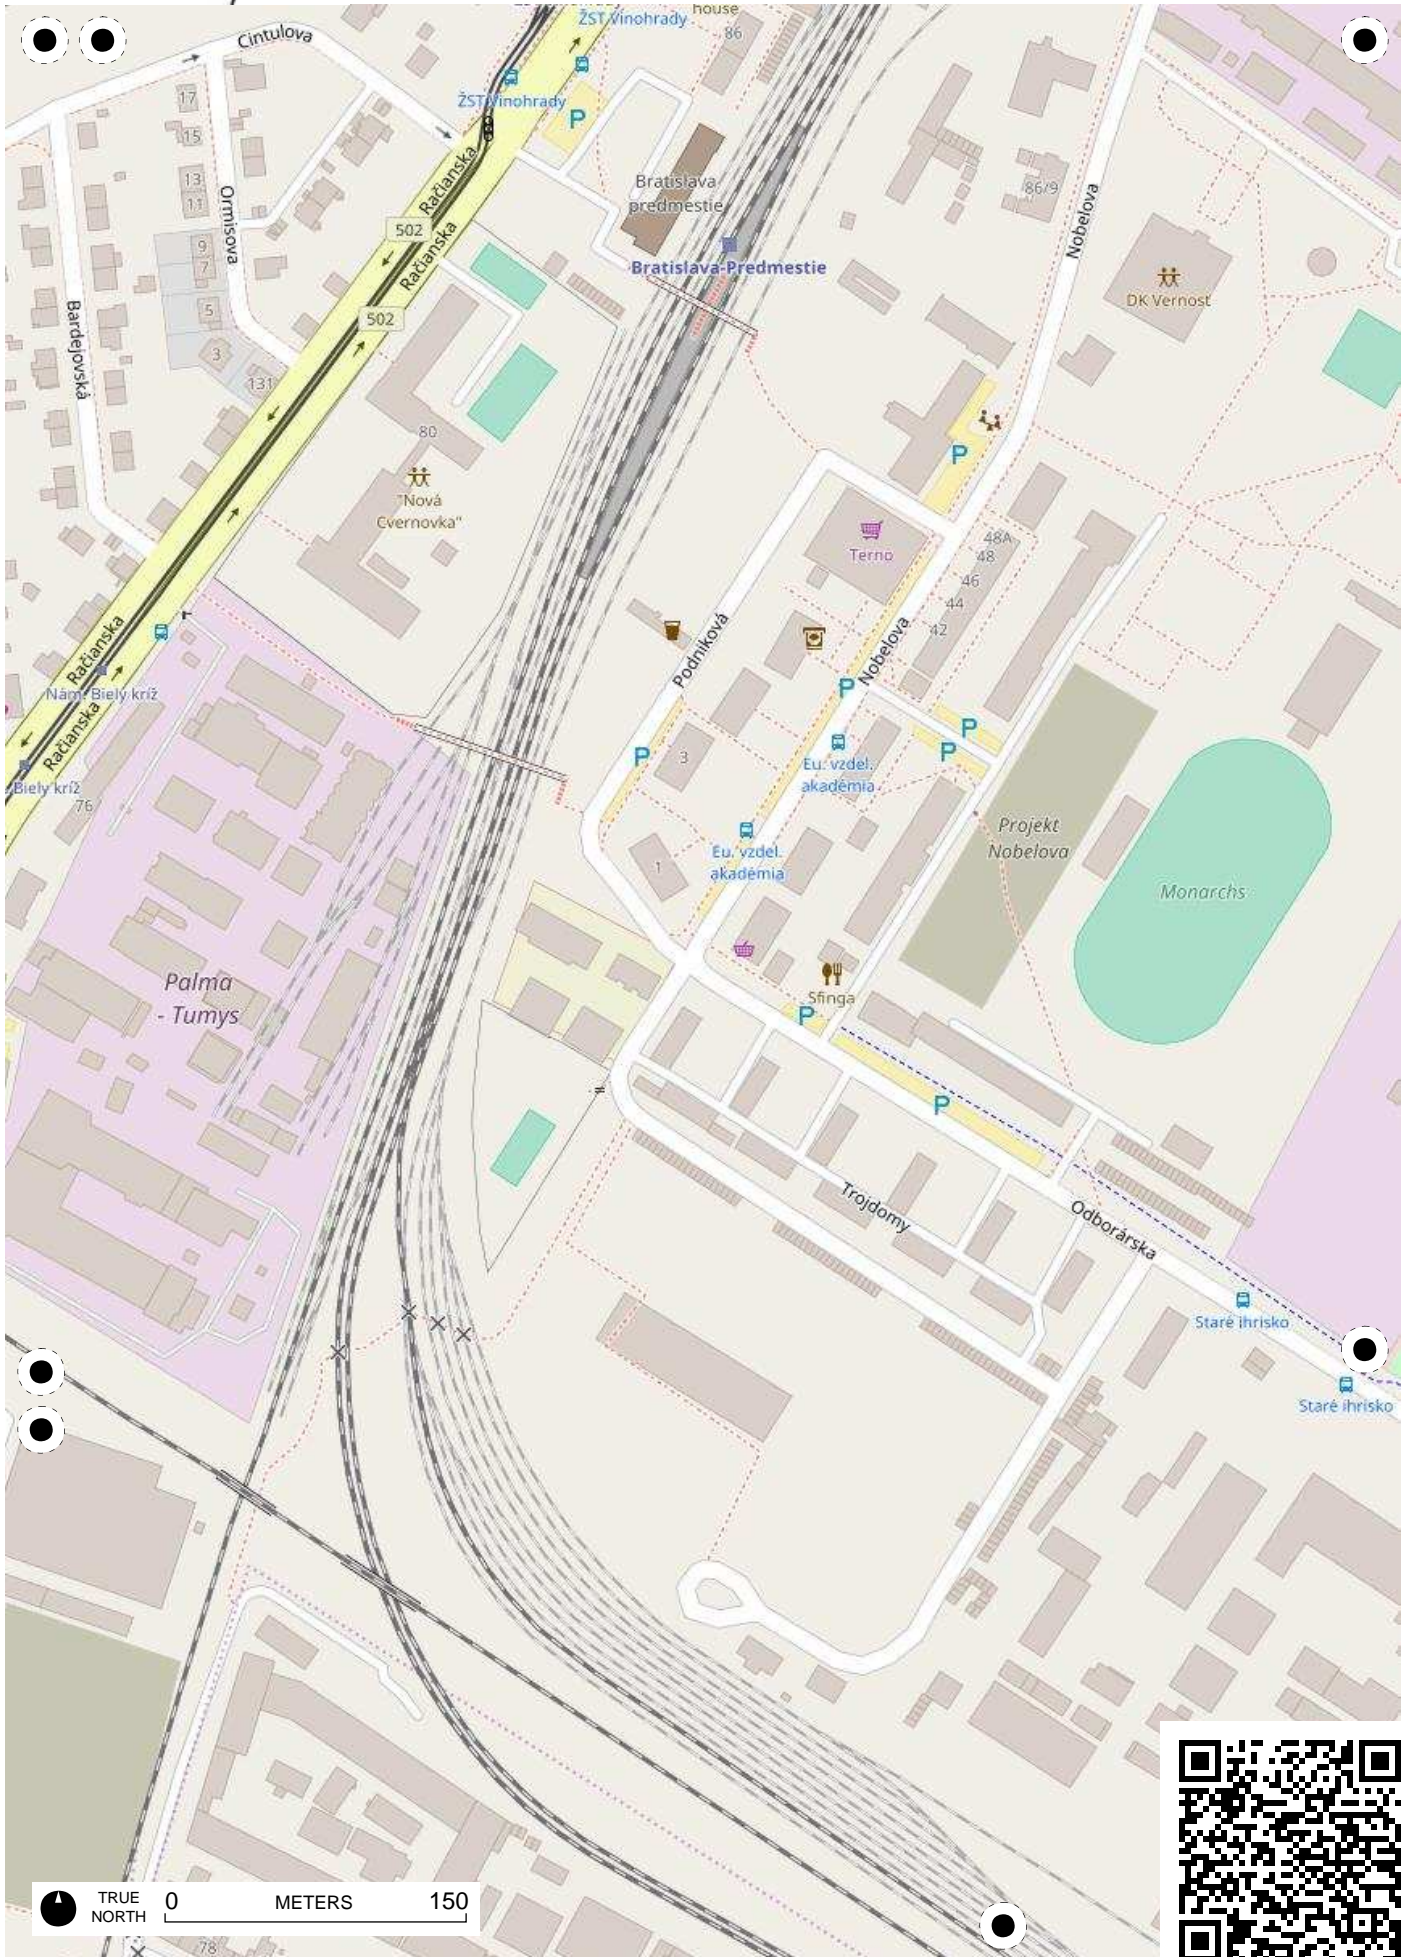 ŽST Vinohrady
house
86
Cintulova
ŽST Vinohrady
P
17
15
13
11
9
7
5
3
131
Ormisova
Bardejovská
Račianska
502
Račianska
502
Bratislava
predmestie
Bratislava-Predmestie
86/9
Nobelova
DK Vernosť
80
"Nová
Cvernovka"
P
Terno
48A
48
46
44
42
Podniková
Nobelova
P
P
P
P
3
Eu. vzdel.
akadémia
Eu. vzdel.
akadémia
1
Račianska
Nám. Biely kríž
Račianska
Biely kríž
76
Projekt
Nobelova
Monarchs
Palma
- Tumys
Sfinga
P
P
Trojdomy
Odborárska
Staré ihrisko
Staré ihrisko
TRUE
NORTH
0 METERS 150
78